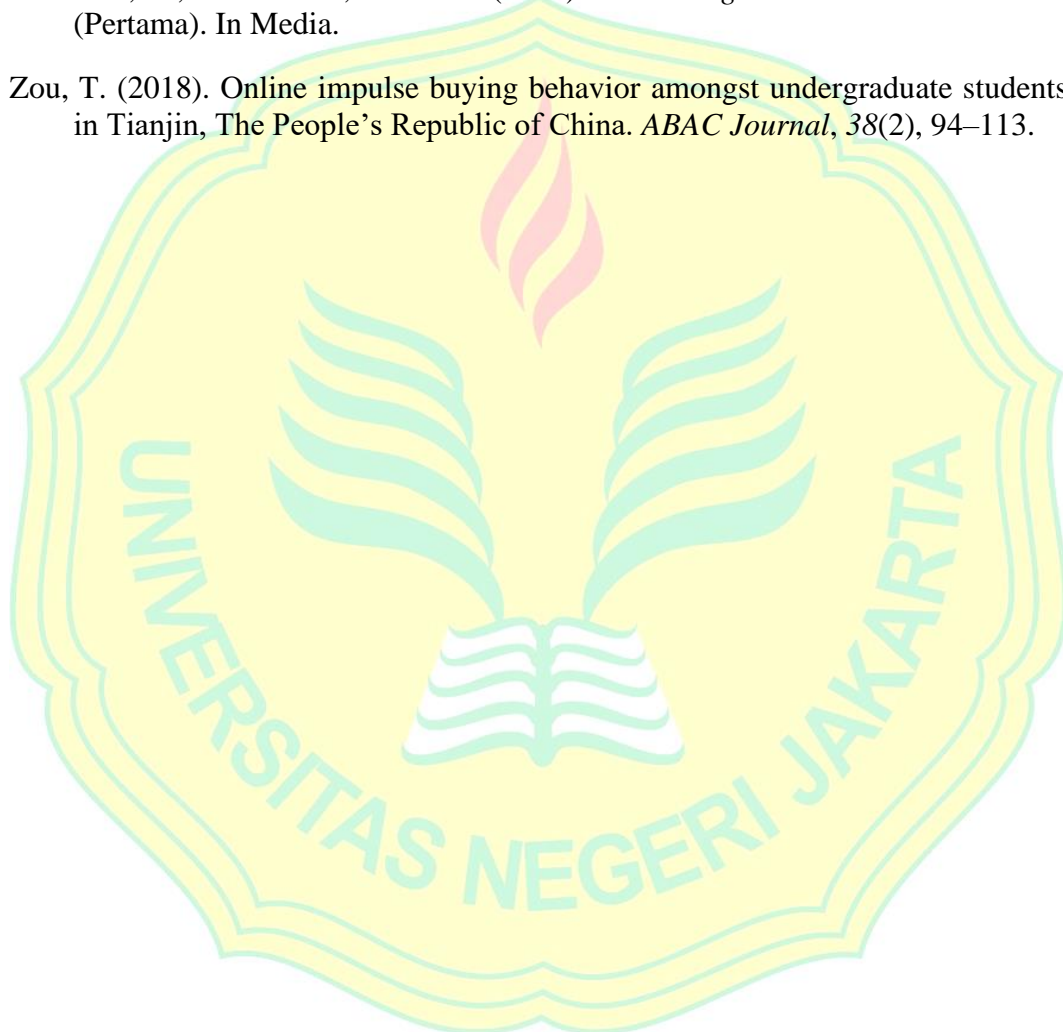 (Pertama). In Media.
Zou, T. (2018). Online impulse buying behavior amongst undergraduate students
in Tianjin, The People’s Republic of China. ABAC Journal, 38(2), 94–113.
UNIVERSITAS NEGERI JAKARTA